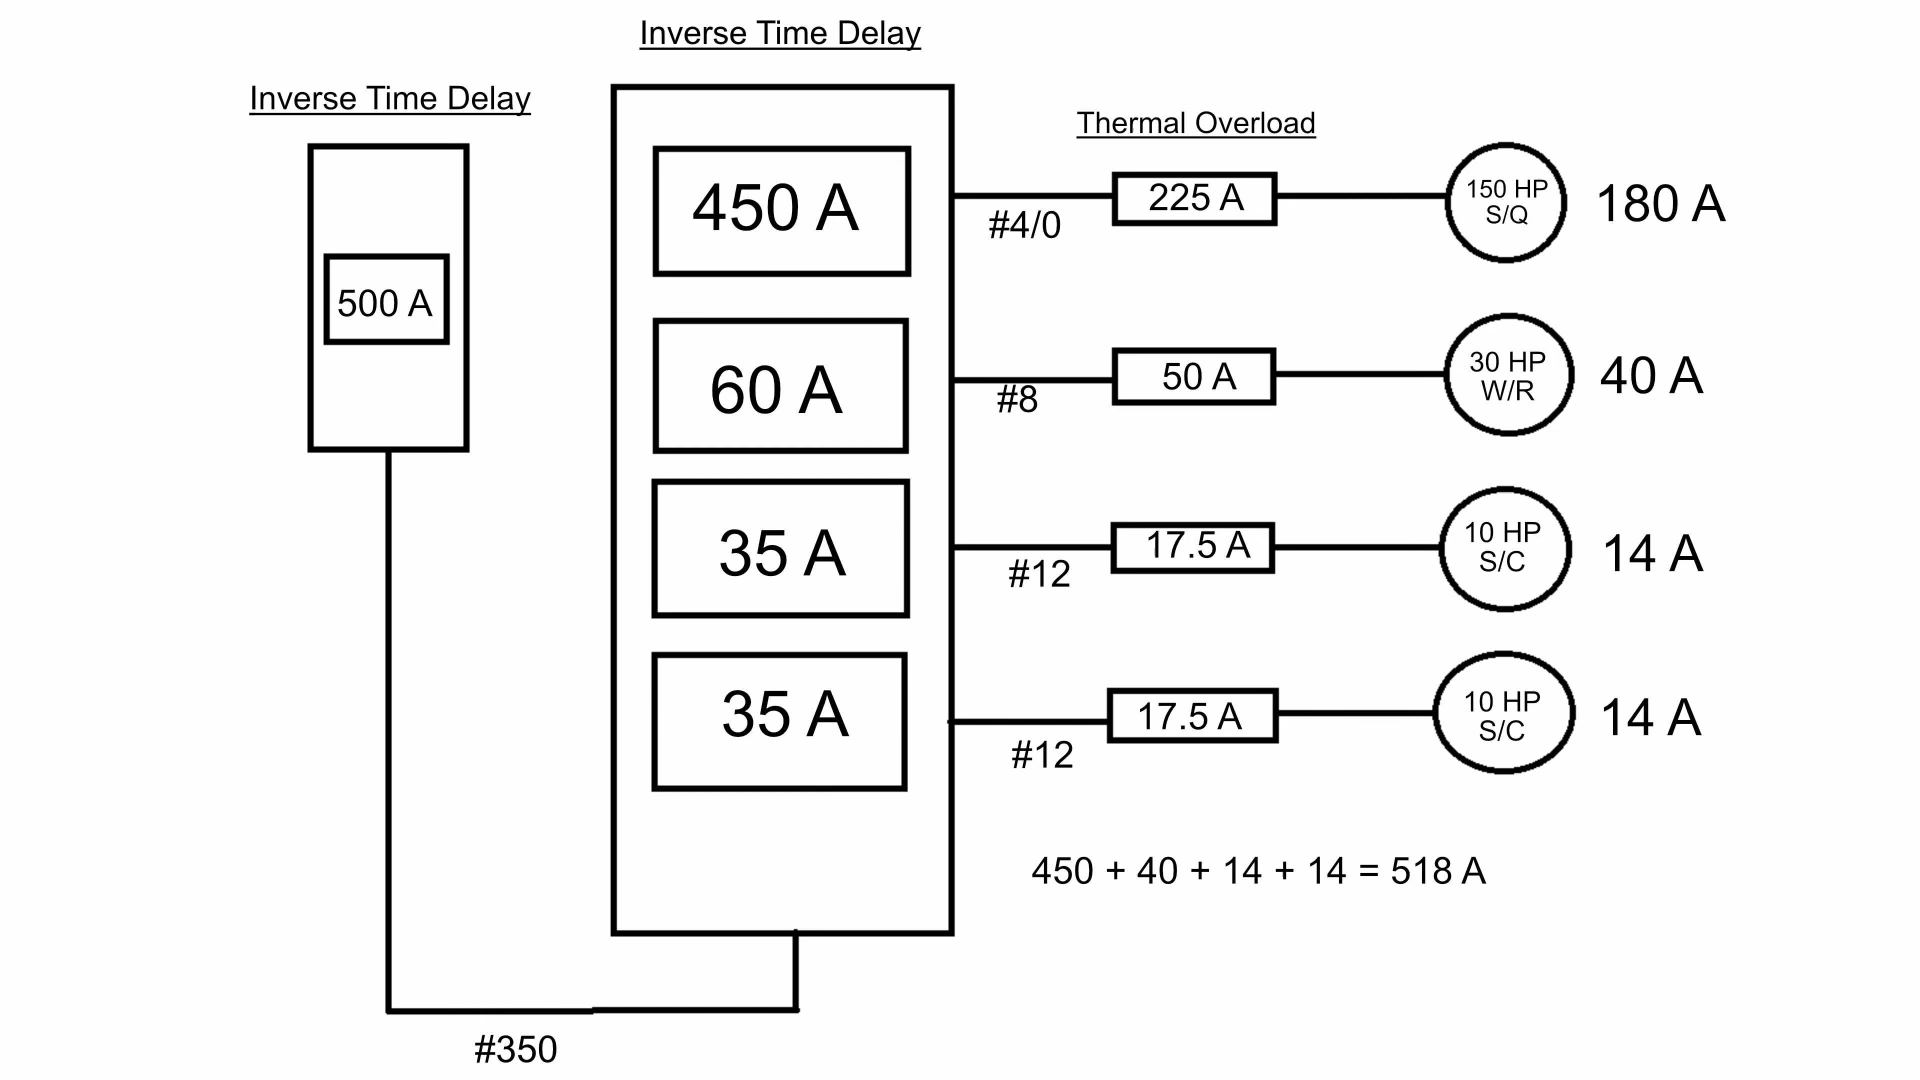 Inverse Time Delay
Inverse Time Delay
500 A
450 A
60 A
35 A
35 A
Thermal Overload
#4/0
225 A
150 HP
S/Q
180 A
#8
50 A
30 HP
W/R
40 A
#12
17.5 A
10 HP
S/C
14 A
#12
17.5 A
10 HP
S/C
14 A
450 + 40 + 14 + 14 = 518 A
#350